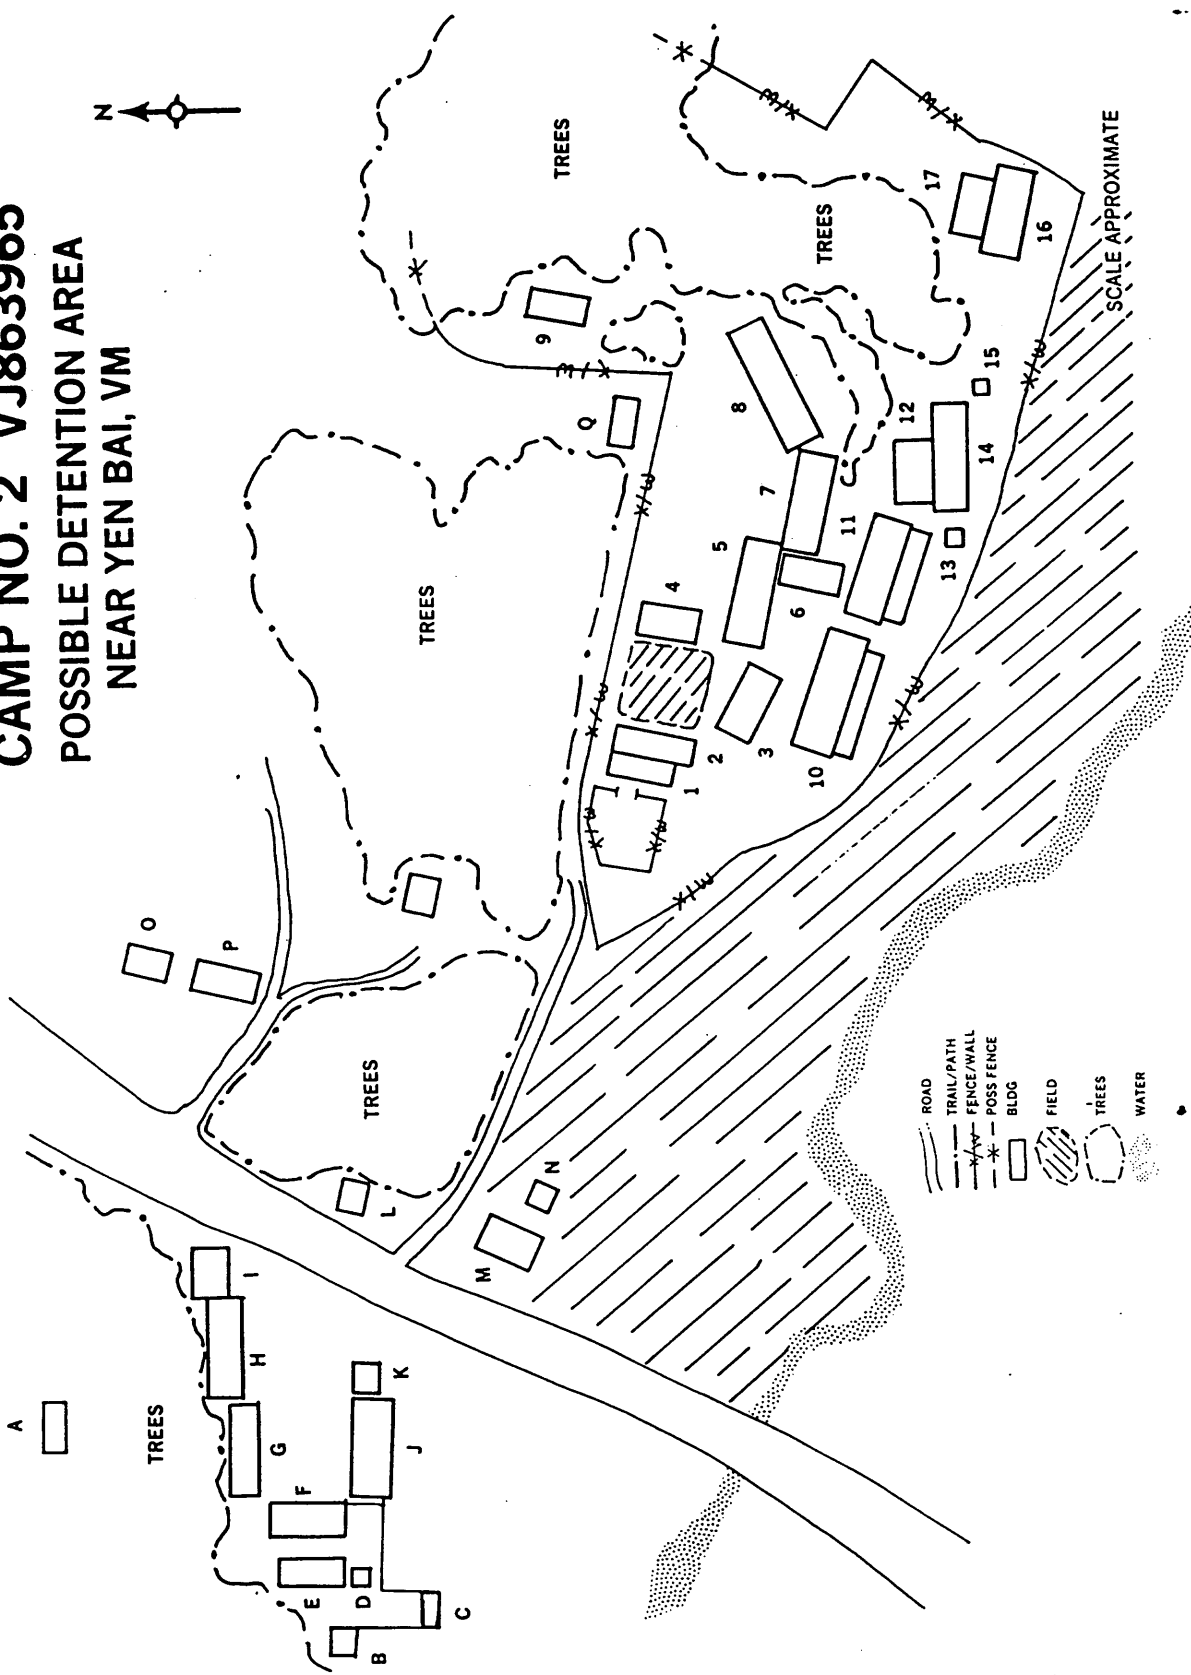 CAMP NO. 2 VJ863965
POSSIBLE DETENTION AREA
NEAR YEN BAI, VM
N
A
TREES
I
H
G
F
E
D
B
C
J
K
L
M
N
O
P
TREES
TREES
TREES
TREES
Q
9
8
7
5
4
6
3
2
1
10
11
12
13
14
15
16
17
SCALE APPROXIMATE
ROAD
TRAIL/PATH
FENCE/WALL
POSS FENCE
BLDG
FIELD
TREES
WATER